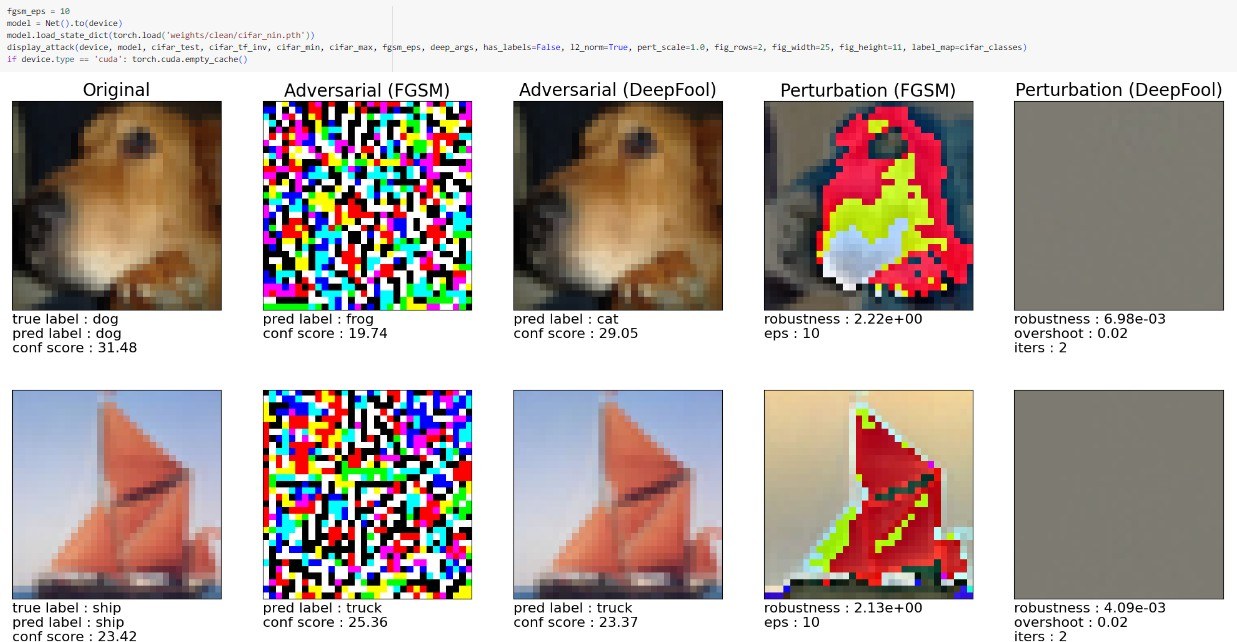 fgsm_eps = 10
model = Net().to(device)
model.load_state_dict(torch.load('weights/clean/cifar_nin.pth'))
display_attack(device, model, cifar_test, cifar_tf_inv, cifar_min, cifar_max, fgsm_eps, deep_args, has_labels=False, l2_norm=True, pert_scale=1.0, fig_rows=2, fig_width=25, fig_height=11, label_map=cifar_classes)
if device.type == 'cuda': torch.cuda.empty_cache()
Original
Adversarial (FGSM)
Adversarial (DeepFool)
Perturbation (FGSM)
Perturbation (DeepFool)
true label : dog
pred label : dog
conf score : 31.48
pred label : frog
conf score : 19.74
pred label : cat
conf score : 29.05
robustness : 2.22e+00
eps : 10
robustness : 6.98e-03
overshoot : 0.02
iters : 2
true label : ship
pred label : ship
conf score : 23.42
pred label : truck
conf score : 25.36
pred label : truck
conf score : 23.37
robustness : 2.13e+00
eps : 10
robustness : 4.09e-03
overshoot : 0.02
iters : 2